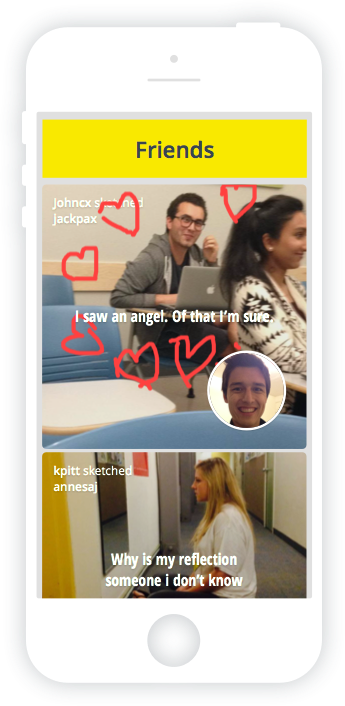 Friends
Johncx sketched
Jackpax
I saw an angel. Of that I'm sure.
kpitt sketched
annesaj
Why is my reflection
someone i don't know